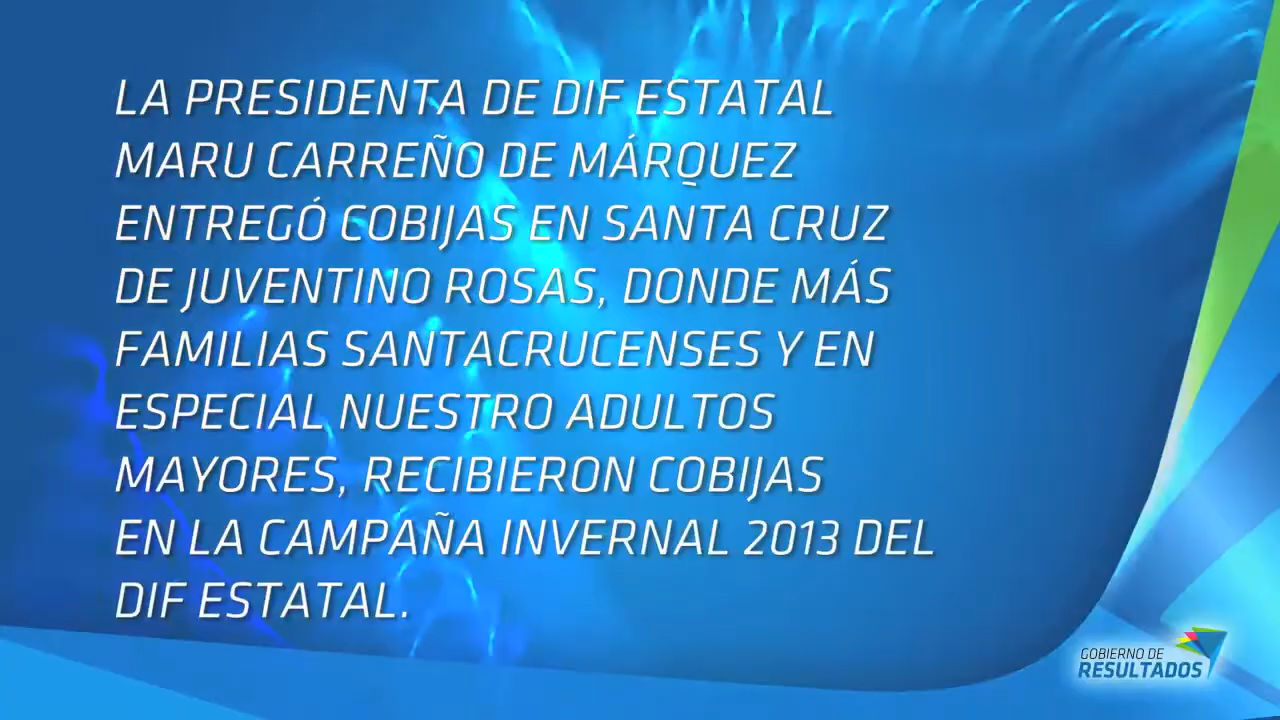 LA PRESIDENTA DE DIF ESTATAL
MARU CARREÑO DE MÁRQUEZ
ENTREGÓ COBIJAS EN SANTA CRUZ
DE JUVENTINO ROSAS, DONDE MÁS
FAMILIAS SANTACRUCENSES Y EN
ESPECIAL NUESTRO ADULTOS
MAYORES, RECIBIERON COBIJAS
EN LA CAMPAÑA INVERNAL 2013 DEL
DIF ESTATAL.
GOBIERNO DE
RESULTADOS